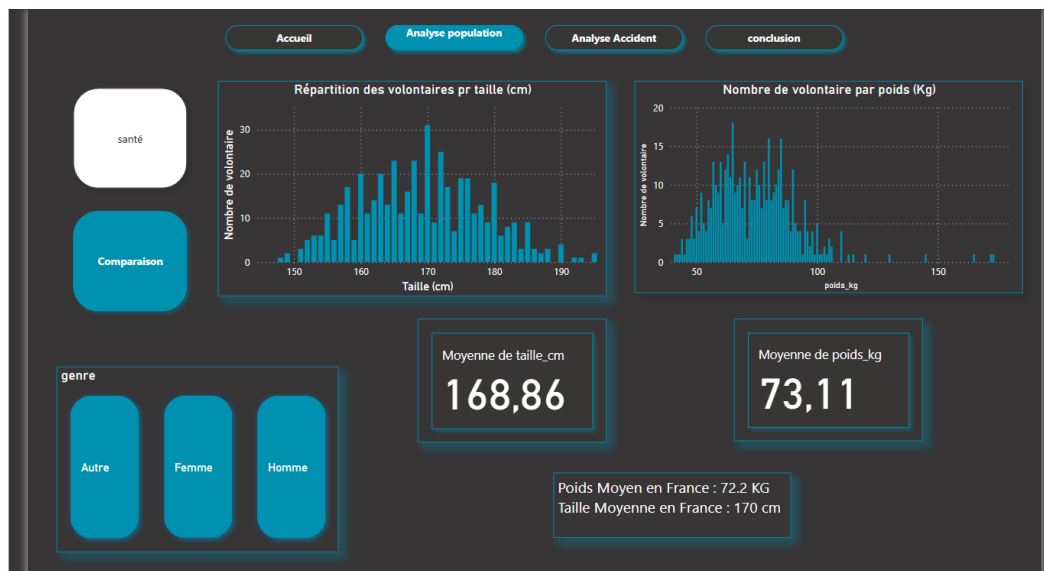 Accueil
Analyse population
Analyse Accident
conclusion
santé
Comparaison
Répartition des volontaires pr taille (cm)
Nombre de volontaire
30
20
10
0
150
160
170
180
190
Taille (cm)
Nombre de volontaire par poids (Kg)
Nombre de volontaire
20
15
10
5
0
50
100
150
poids_kg
Moyenne de taille_cm
168,86
Moyenne de poids_kg
73,11
genre
Autre
Femme
Homme
Poids Moyen en France : 72.2 KG
Taille Moyenne en France : 170 cm